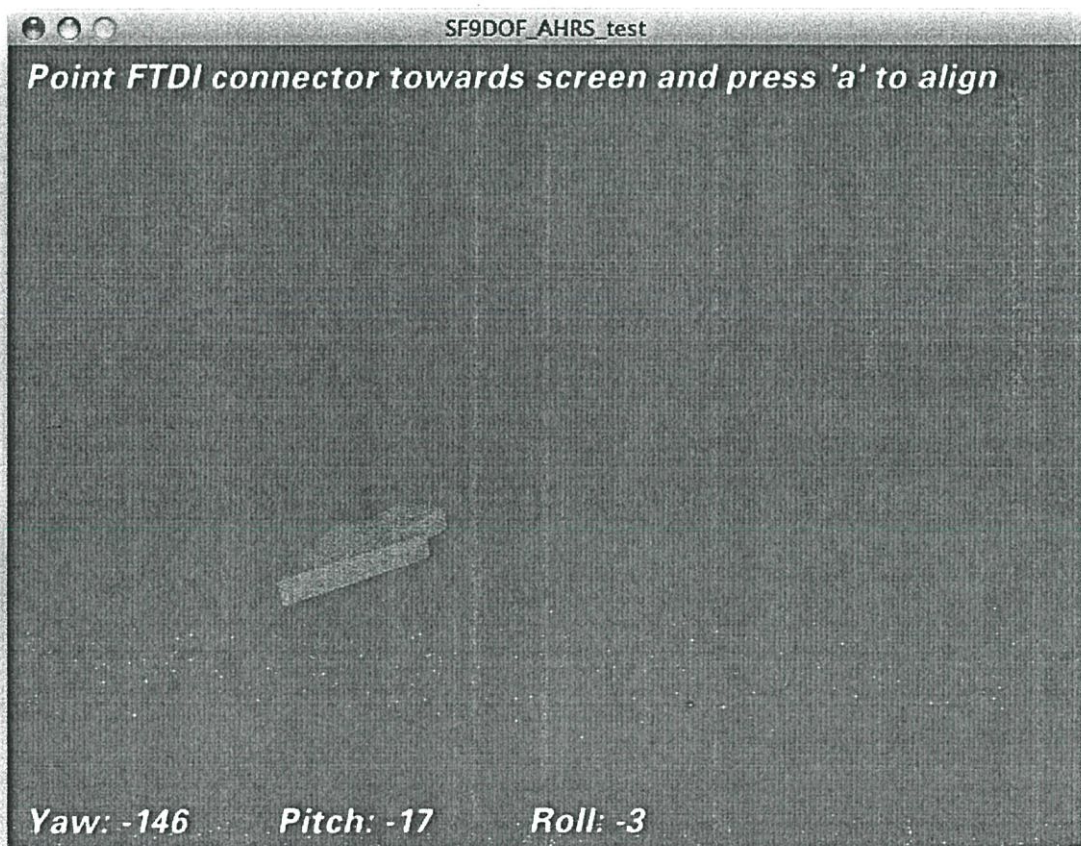 SF9DOF_AHRS_test
Point FTDI connector towards screen and press 'a' to align
Yaw: -146 Pitch: -17 Roll: -3